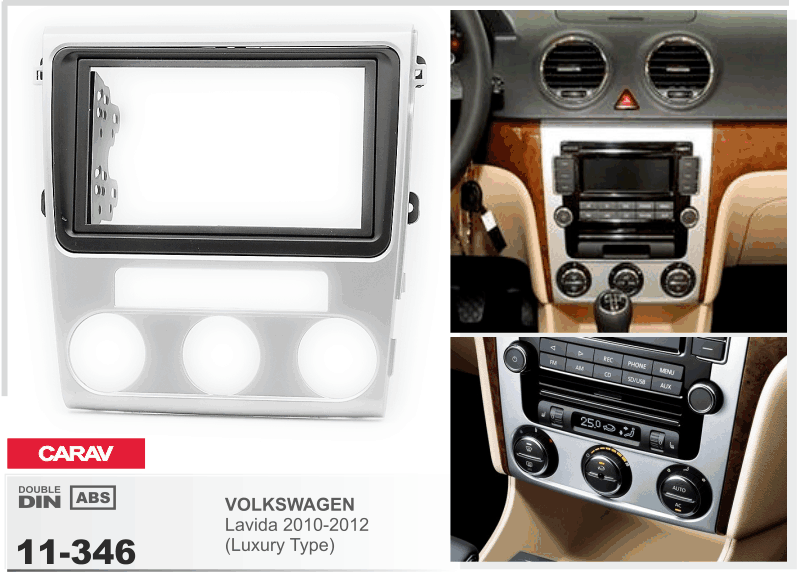 CARAV
DOUBLE
DIN
ABS
11-346
VOLKSWAGEN
Lavida 2010-2012
(Luxury Type)
REC
PHONE
MENU
FM
AM
CD
SD/USB
AUX
25.0
AUTO
AC